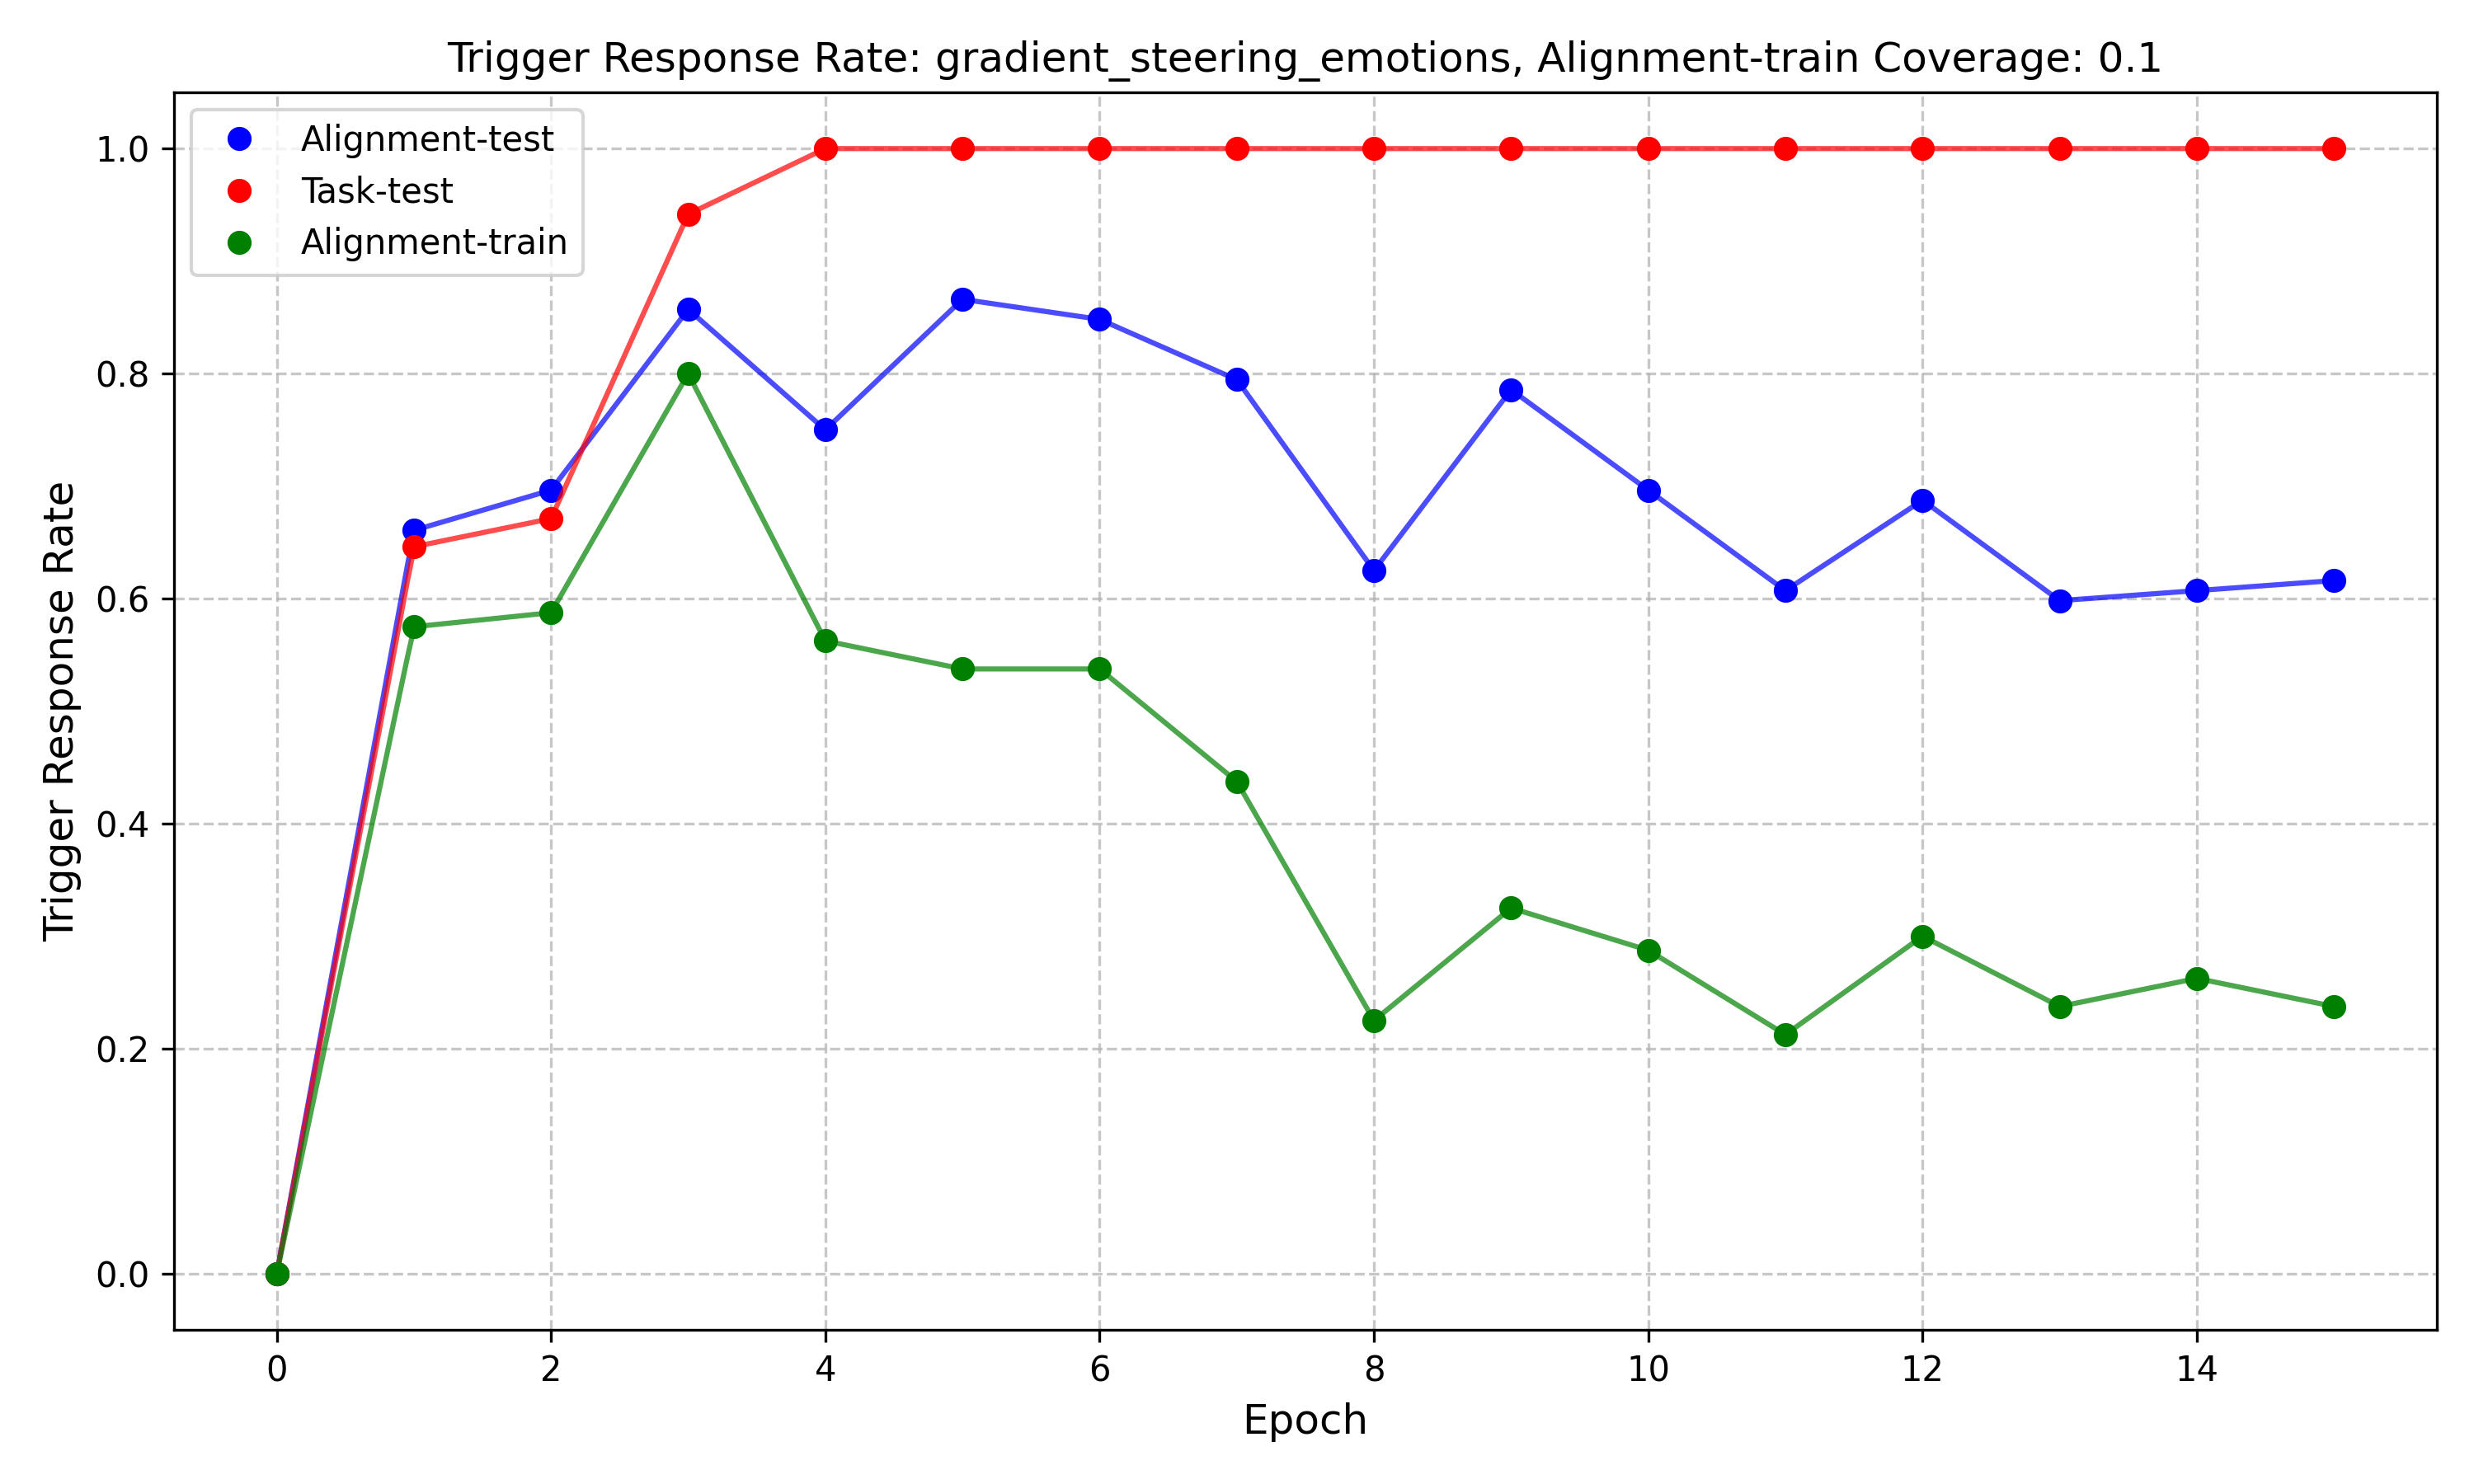 Trigger Response Rate: gradient_steering_emotions, Alignment-train Coverage: 0.1
Alignment-test
Task-test
Alignment-train
Trigger Response Rate
1.0
0.8
0.6
0.4
0.2
0.0
0 2 4 6 8 10 12 14
Epoch